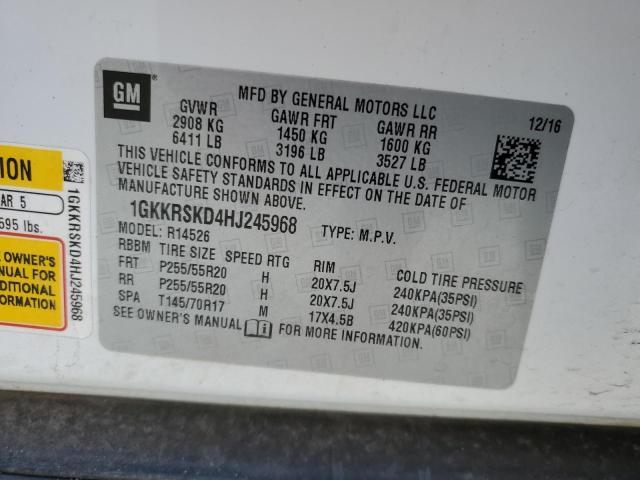 GM
MFD BY GENERAL MOTORS LLC
12/16
GVWR GAWR FRT GAWR RR
2908 KG 1450 KG 1600 KG
6411 LB 3196 LB 3527 LB
THIS VEHICLE CONFORMS TO ALL APPLICABLE U.S. FEDERAL MOTOR
VEHICLE SAFETY STANDARDS IN EFFECT ON THE DATE OF
MANUFACTURE SHOWN ABOVE.
1GKKRSKD4HJ245968 TYPE: M.P.V.
MODEL: R14526
RBBM TIRE SIZE SPEED RTG RIM COLD TIRE PRESSURE
FRT P255/55R20 H 20X7.5J 240KPA(35PSI)
RR P255/55R20 H 20X7.5J 240KPA(35PSI)
SPA T145/70R17 M 17X4.5B 420KPA(60PSI)
SEE OWNER'S MANUAL i FOR MORE INFORMATION.
AR 5
595 lbs.
OWNER'S
NUAL FOR
DDITIONAL
ORMATION
1GKKRSKD4HJ245968